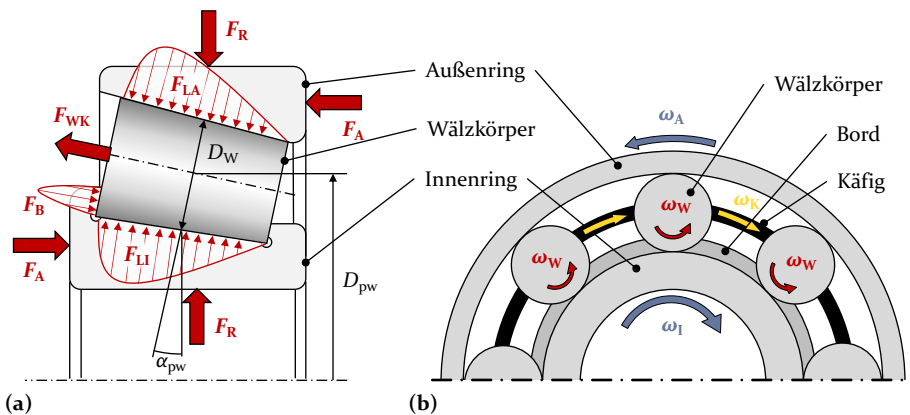 F_R
F_LA
F_A
F_WK
D_W
F_B
F_A
F_LI
F_R
α_pw
D_pw
Außenring
Wälzkörper
Innenring
(a)
ω_A
Wälzkörper
Bord
Käfig
ω_K
ω_W
ω_W
ω_W
ω_I
(b)